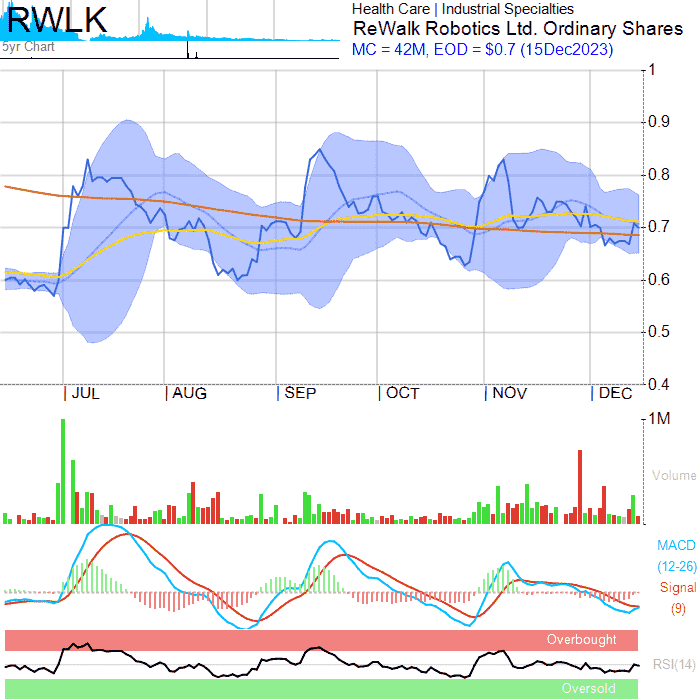 RWLK
5yr Chart
Health Care | Industrial Specialties
ReWalk Robotics Ltd. Ordinary Shares
MC = 42M, EOD = $0.7 (15Dec2023)
1
0.9
0.8
0.7
0.6
0.5
0.4
JUL AUG SEP OCT NOV DEC
1M
Volume
MACD
(12-26)
Signal
(9)
Overbought
RSI(14)
Oversold